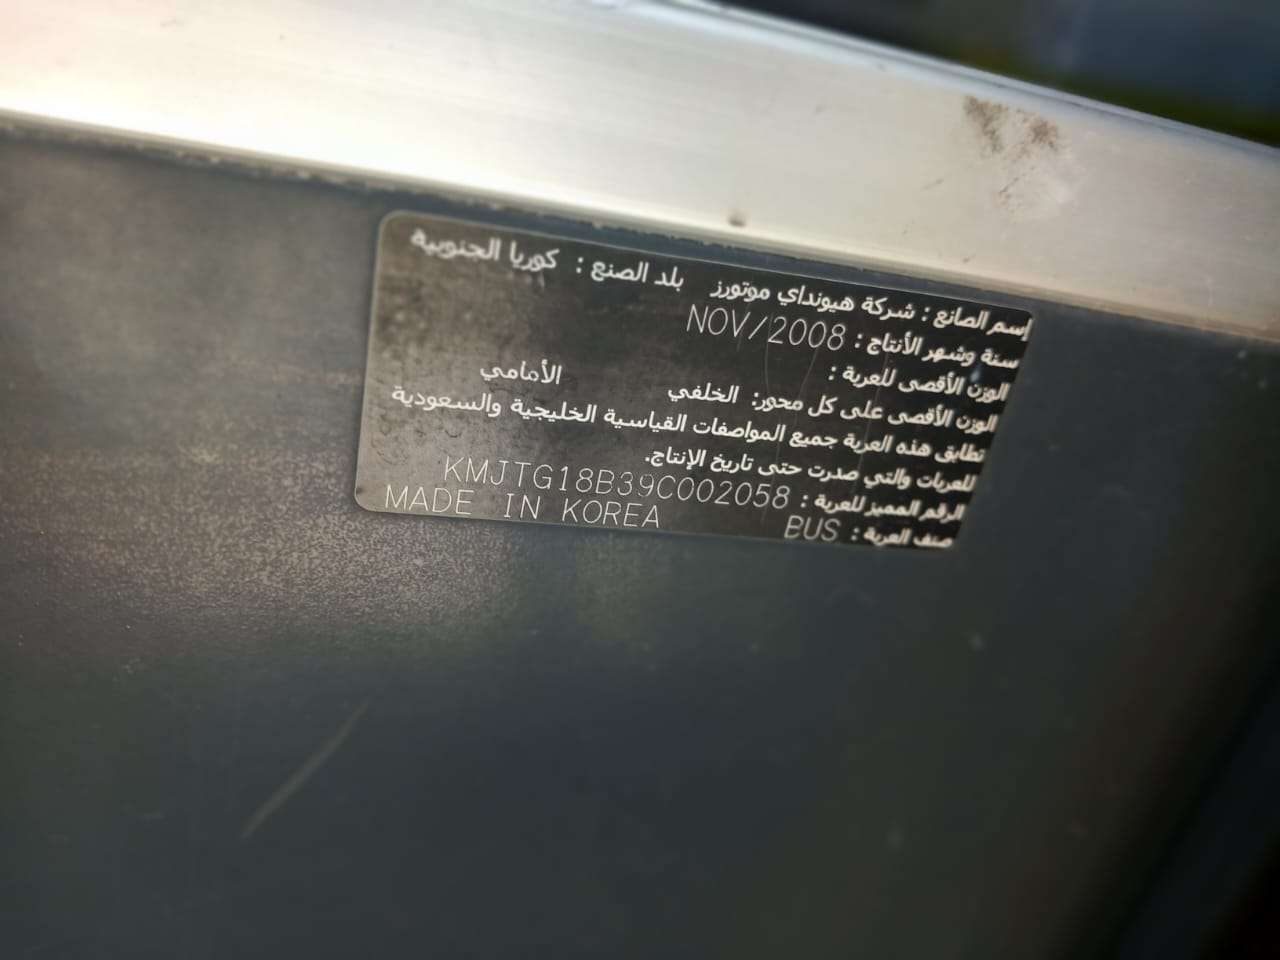 إسم الصانع : شركة هيونداي موتورز بلد الصنع : كوريا الجنوبية
سنة وشهر الأنتاج : NOV/2008
الوزن الأقصى للعربة :
الوزن الأقصى على كل محور: الخلفي الأمامي
تطابق هذه العربة جميع المواصفات القياسية الخليجية والسعودية
للعربات والتي صدرت حتى تاريخ الإنتاج.
الرقم المميز للعربة : KMJTG18B39C002058
صنف العربة : BUS MADE IN KOREA